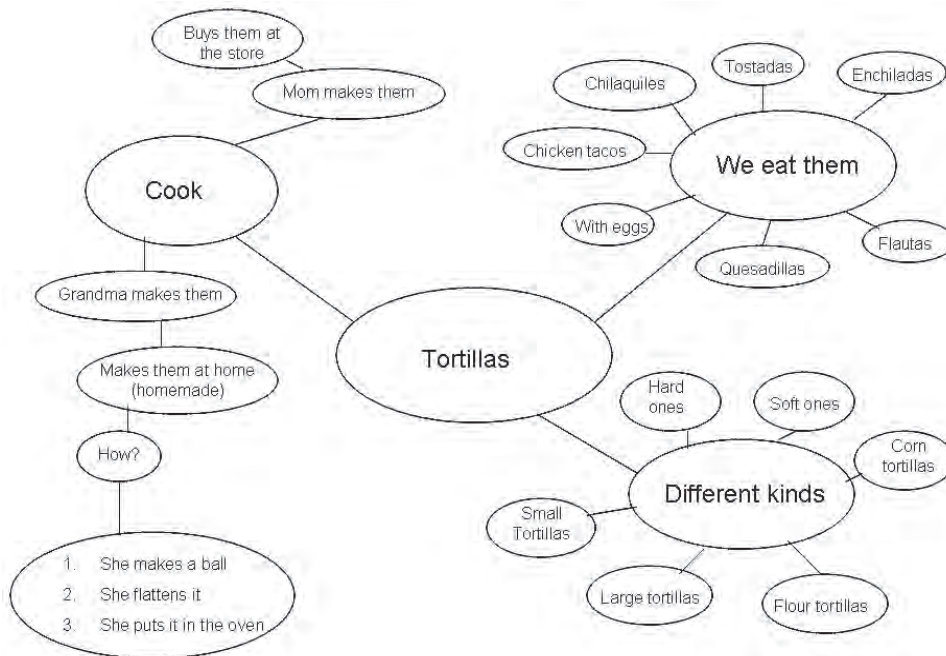 Buys them at
the store
Mom makes them
Cook
Grandma makes them
Makes them at home
(homemade)
How?
1. She makes a ball
2. She flattens it
3. She puts it in the oven
Tortillas
Tostadas
Enchiladas
Chilaquiles
Chicken tacos
We eat them
With eggs
Quesadillas
Flautas
Hard
ones
Soft ones
Corn
tortillas
Different kinds
Small
Tortillas
Large tortillas
Flour tortillas